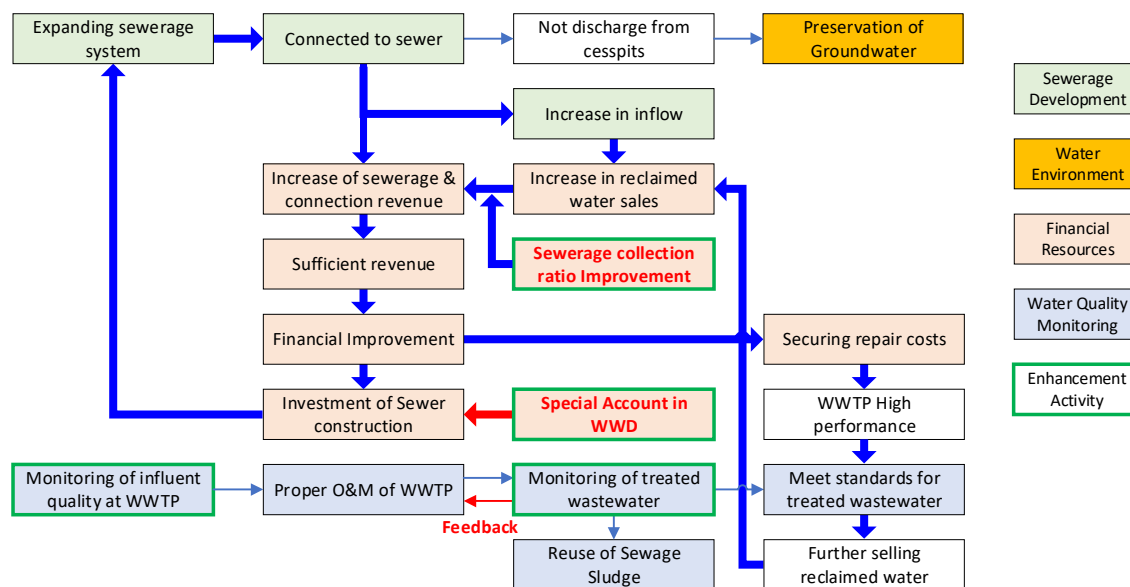 Expanding sewerage
system
Connected to sewer
Not discharge from
cesspits
Preservation of
Groundwater
Sewerage
Development
Increase in inflow
Water
Environment
Increase of sewerage &
connection revenue
Increase in reclaimed
water sales
Financial
Resources
Sufficient revenue
Sewerage collection
ratio Improvement
Water Quality
Monitoring
Financial Improvement
Securing repair costs
Enhancement
Activity
Investment of Sewer
construction
Special Account in
WWD
WWTP High
performance
Monitoring of influent
quality at WWTP
Proper O&M of WWTP
Monitoring of treated
wastewater
Meet standards for
treated wastewater
Feedback
Reuse of Sewage
Sludge
Further selling
reclaimed water